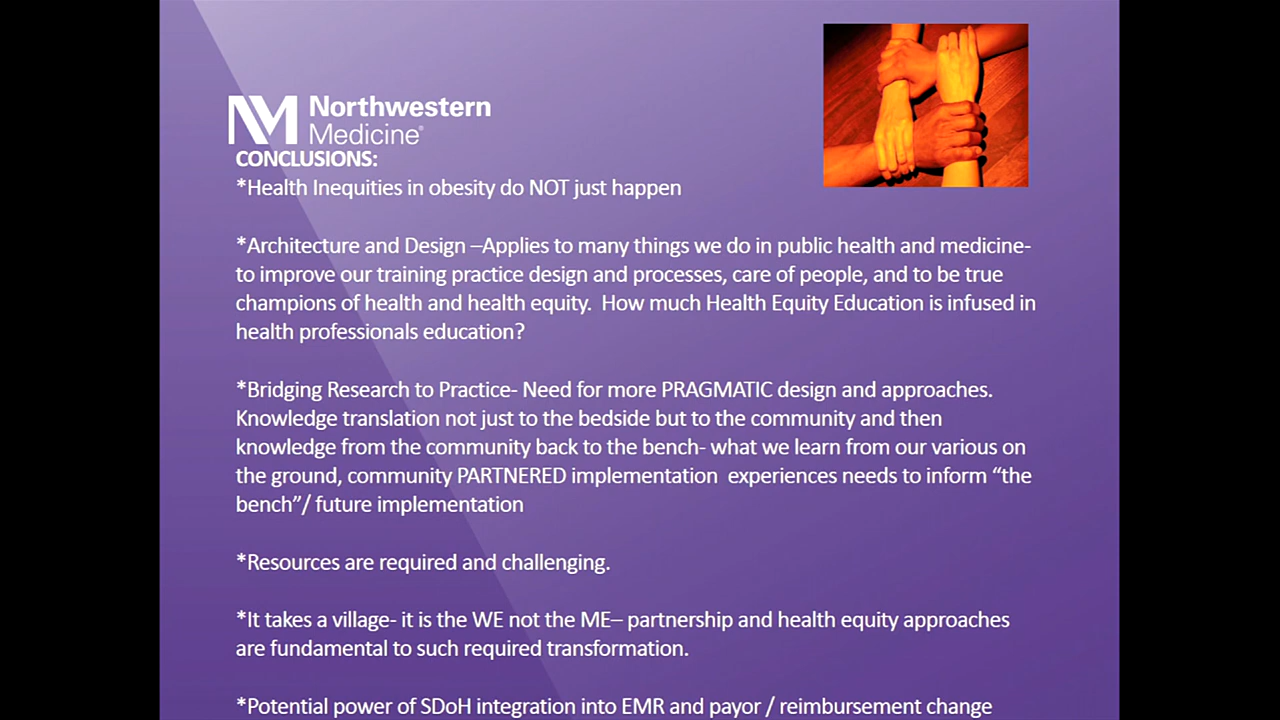 NM Northwestern
Medicine®
CONCLUSIONS:
*Health Inequities in obesity do NOT just happen
*Architecture and Design –Applies to many things we do in public health and medicine-
to improve our training practice design and processes, care of people, and to be true
champions of health and health equity.  How much Health Equity Education is infused in
health professionals education?
*Bridging Research to Practice- Need for more PRAGMATIC design and approaches.
Knowledge translation not just to the bedside but to the community and then
knowledge from the community back to the bench- what we learn from our various on
the ground, community PARTNERED implementation  experiences needs to inform “the
bench”/ future implementation
*Resources are required and challenging.
*It takes a village- it is the WE not the ME– partnership and health equity approaches
are fundamental to such required transformation.
*Potential power of SDoH integration into EMR and payor / reimbursement change